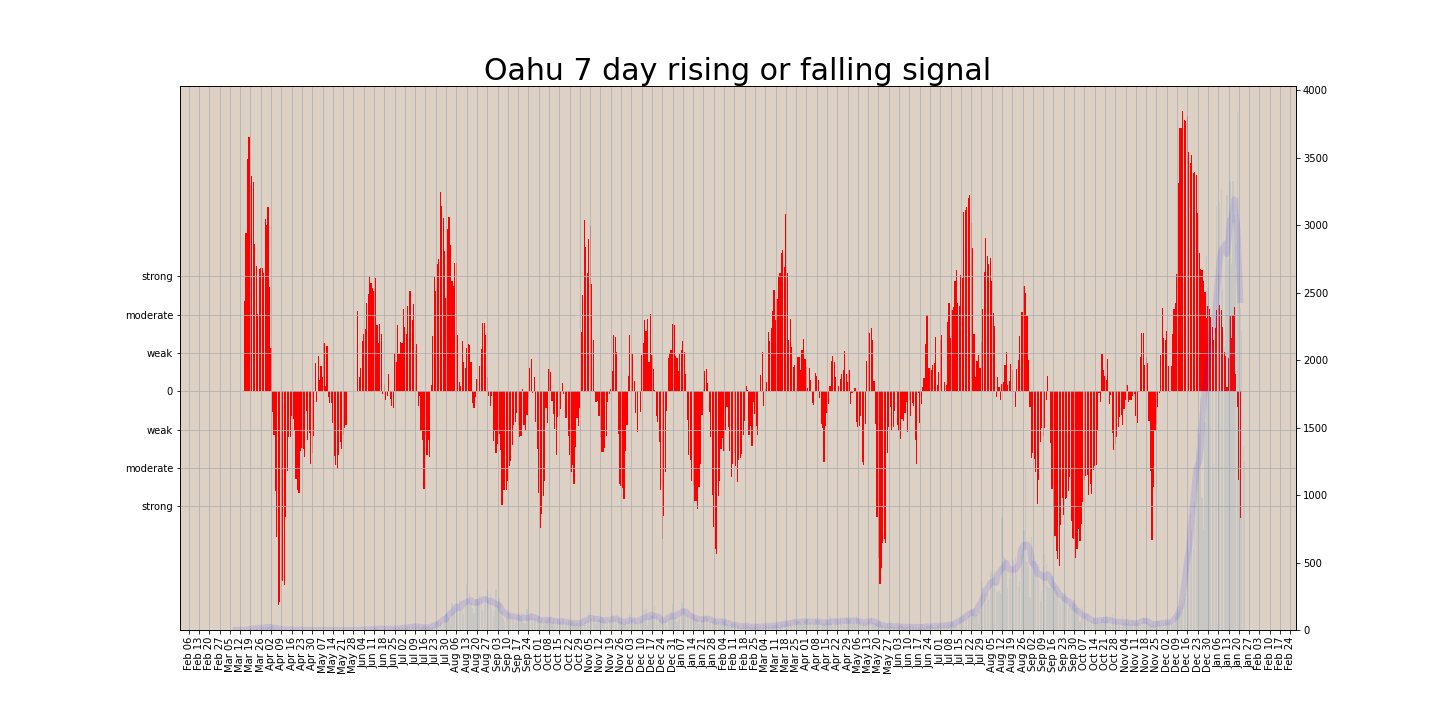 Oahu 7 day rising or falling signal
strong
moderate
weak
0
weak
moderate
strong
4000
3500
3000
2500
2000
1500
1000
500
0
Feb 06
Feb 13
Feb 20
Feb 27
Mar 05
Mar 12
Mar 19
Mar 26
Apr 02
Apr 09
Apr 16
Apr 23
Apr 30
May 07
May 14
May 21
May 28
Jun 04
Jun 11
Jun 18
Jun 25
Jul 02
Jul 09
Jul 16
Jul 23
Jul 30
Aug 06
Aug 13
Aug 20
Aug 27
Sep 03
Sep 10
Sep 17
Sep 24
Oct 01
Oct 08
Oct 15
Oct 22
Oct 29
Nov 05
Nov 12
Nov 19
Nov 26
Dec 03
Dec 10
Dec 17
Dec 24
Dec 31
Jan 07
Jan 14
Jan 21
Jan 28
Feb 04
Feb 11
Feb 18
Feb 25
Mar 04
Mar 11
Mar 18
Mar 25
Apr 01
Apr 08
Apr 15
Apr 22
Apr 29
May 06
May 13
May 20
May 27
Jun 03
Jun 10
Jun 17
Jun 24
Jul 01
Jul 08
Jul 15
Jul 22
Jul 29
Aug 05
Aug 12
Aug 19
Aug 26
Sep 02
Sep 09
Sep 16
Sep 23
Sep 30
Oct 07
Oct 14
Oct 21
Oct 28
Nov 04
Nov 11
Nov 18
Nov 25
Dec 02
Dec 09
Dec 16
Dec 23
Dec 30
Jan 06
Jan 13
Jan 20
Jan 27
Feb 03
Feb 10
Feb 17
Feb 24